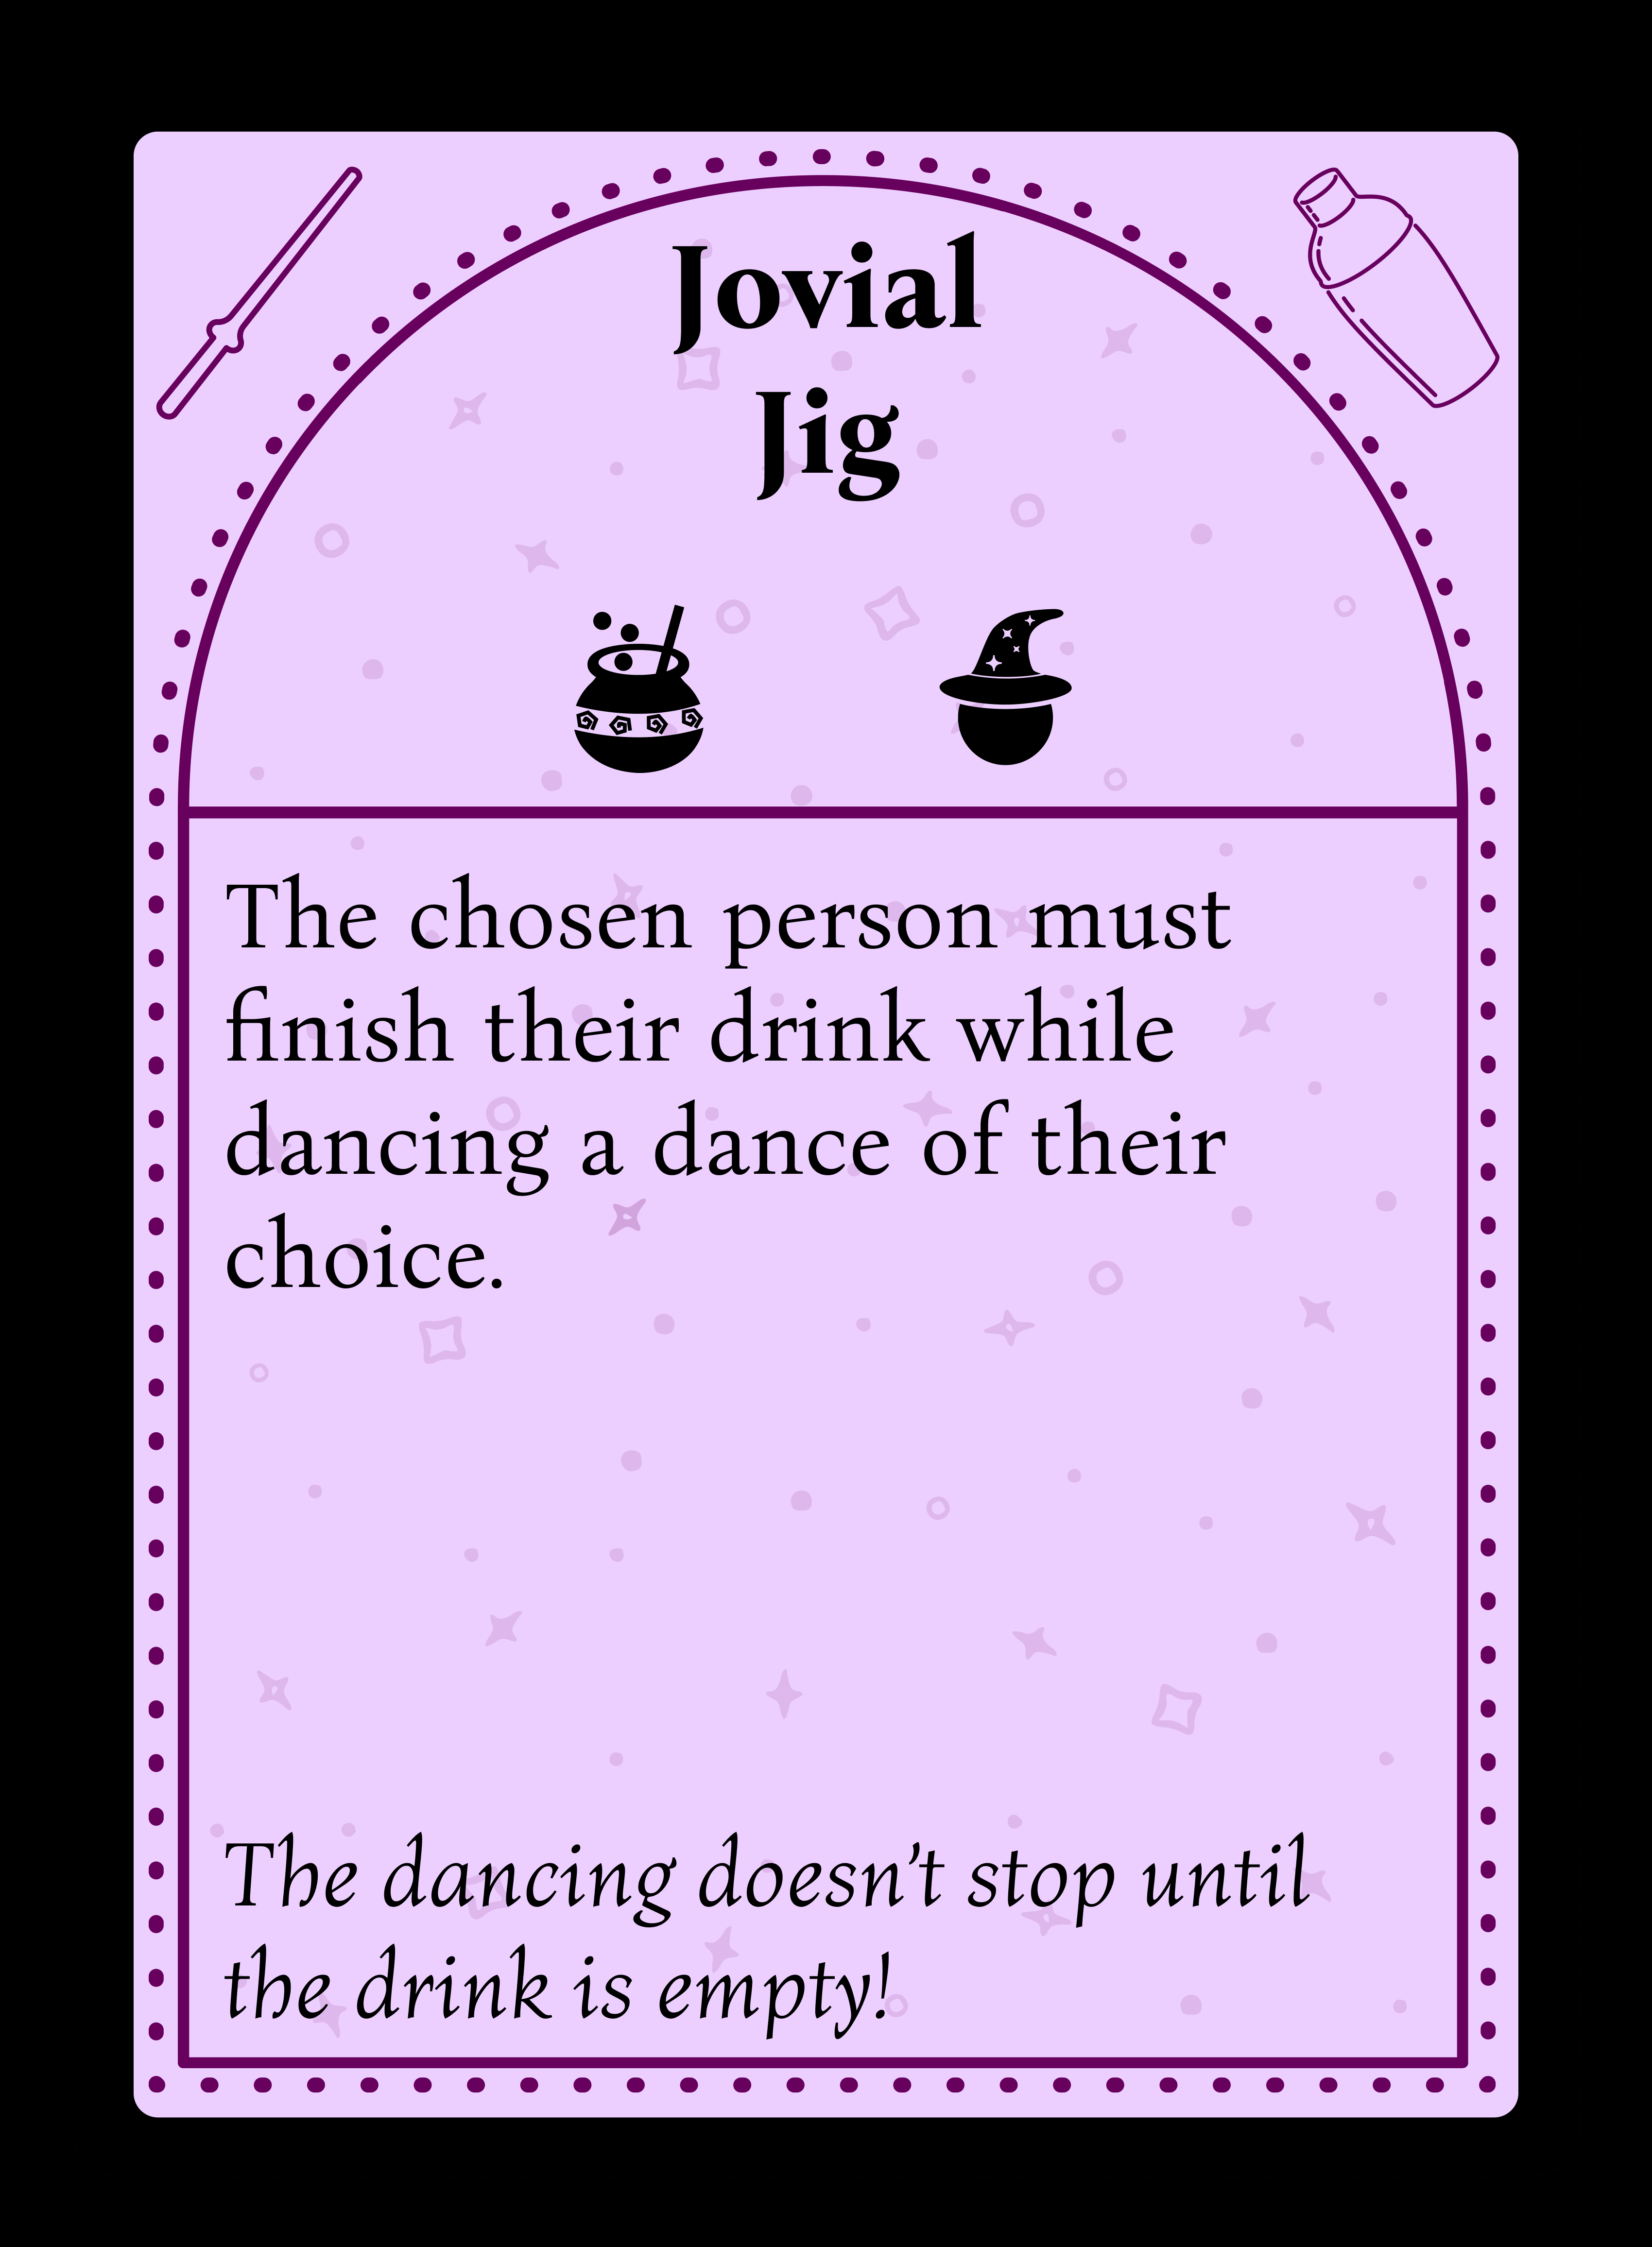 Jovial
Jig
The chosen person must
finish their drink while
dancing a dance of their
choice.
The dancing doesn’t stop until
the drink is empty!